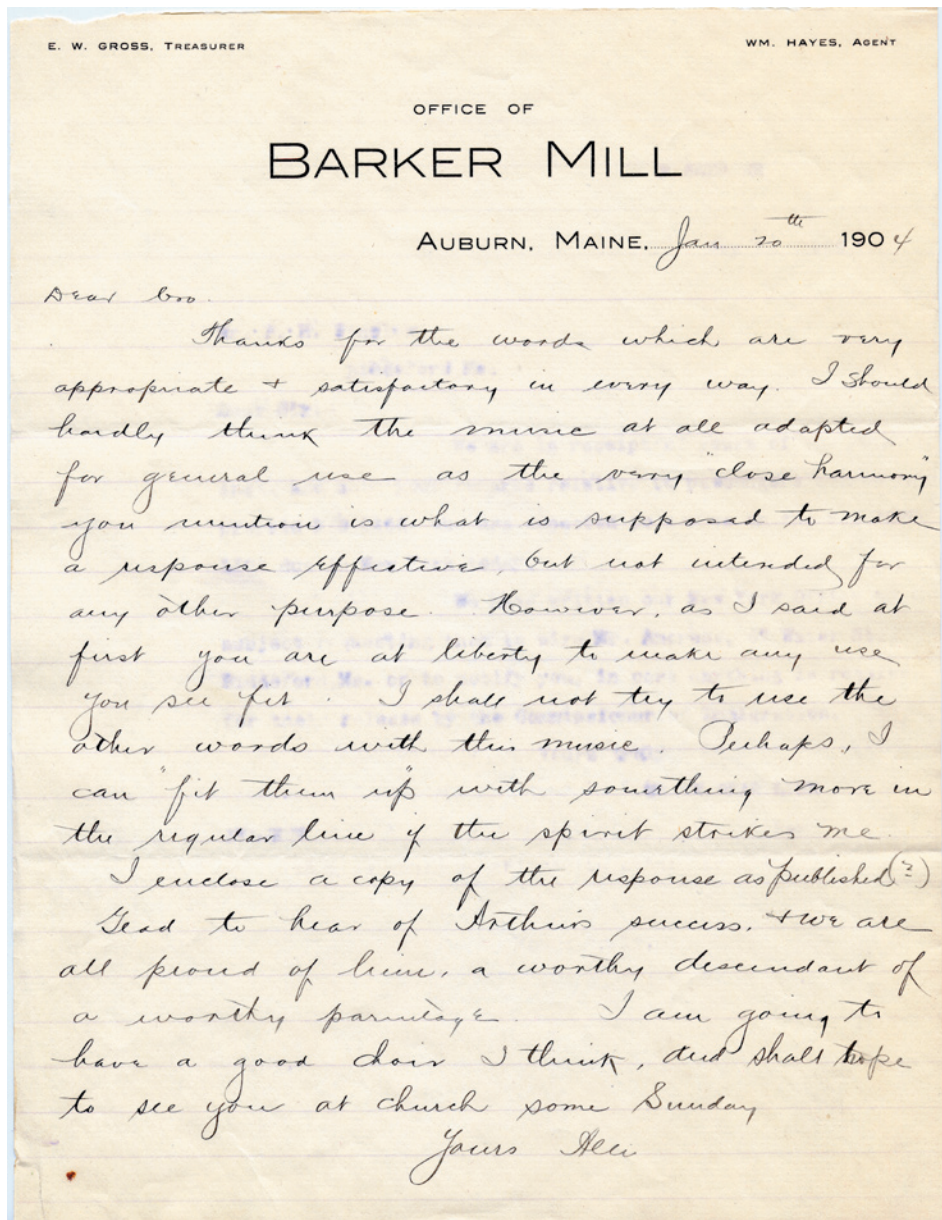 E. W. GROSS, TREASURER
WM. HAYES, AGENT
OFFICE OF
BARKER MILL
AUBURN, MAINE, Jan 20th 1904
Dear Bro.
Thanks for the words which are very
appropriate + satisfactory in every way. I should
hardly think the music at all adapted
for general use as the very "close harmony"
you mention is what is supposed to make
a response effective, but not intended for
any other purpose. However, as I said at
first you are at liberty to make any use
you see fit. I shall not try to use the
other words with this music. Perhaps, I
can "fit them up" with something more in
the regular line if the spirit strikes me.
I enclose a copy of the response as published (?)
Glad to hear of Arthur's success, + we are
all proud of him, a worthy descendant of
a worthy parentage. I am going to
have a good choir I think, and shall hope
to see you at church some Sunday
Yours